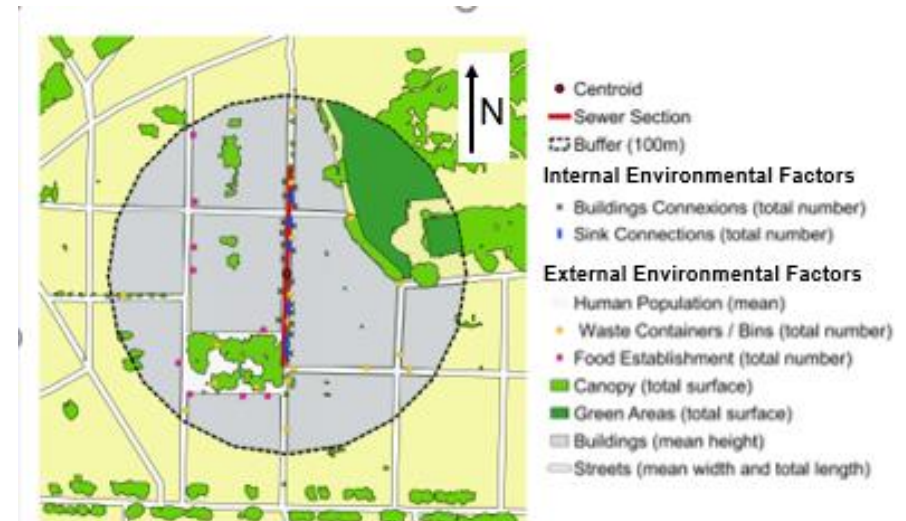 N
Centroid
Sewer Section
Buffer (100m)
Internal Environmental Factors
Buildings Connexions (total number)
Sink Connections (total number)
External Environmental Factors
Human Population (mean)
Waste Containers / Bins (total number)
Food Establishment (total number)
Canopy (total surface)
Green Areas (total surface)
Buildings (mean height)
Streets (mean width and total length)